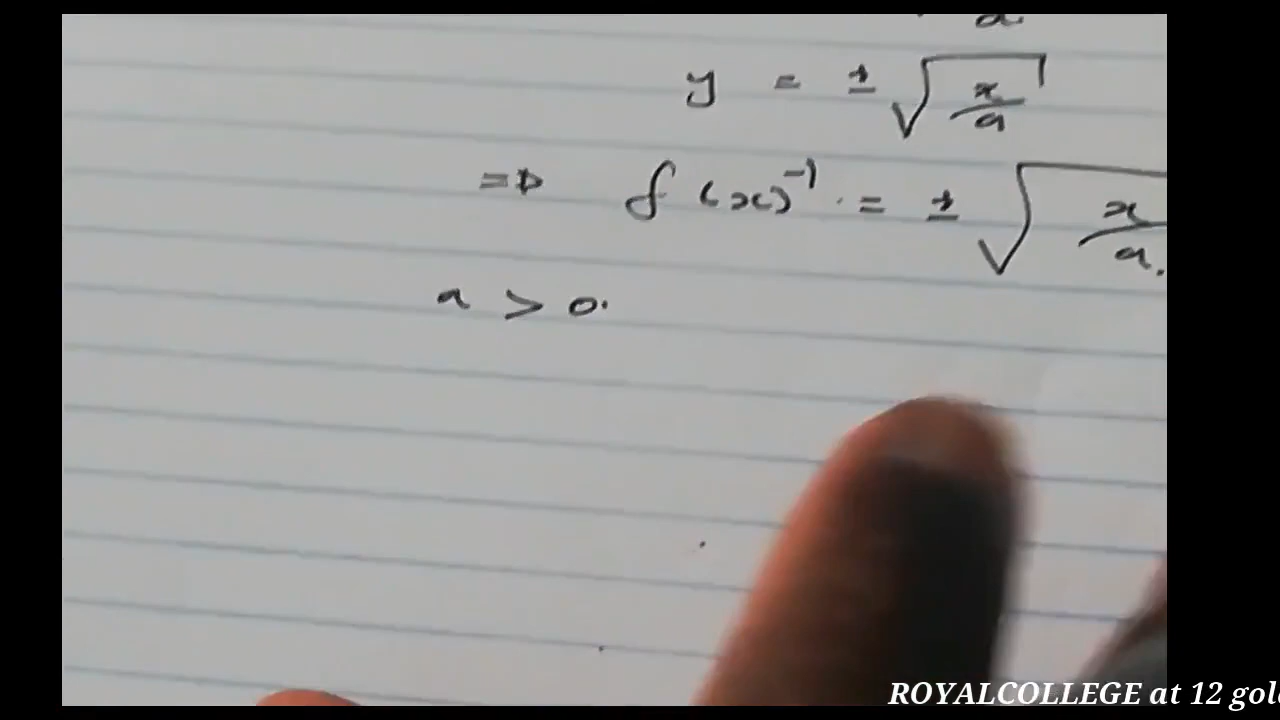 a.
y = ± √(x/a)
⇒ f(x)⁻¹ = ± √(x/a.
a > 0.
ROYALCOLLEGE at 12 gol